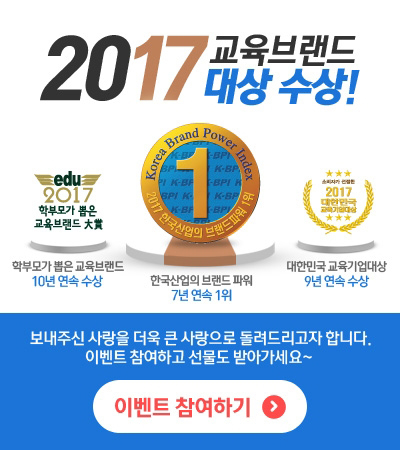 2017 교육브랜드
대상 수상!
edu
2017
학부모가 뽑은
교육브랜드 大賞
Korea Brand Power Index
K-BPI
1
2017 한국산업의 브랜드파워 1위
소비자가 선정한
2017
대한민국
교육기업대상
학부모가 뽑은 교육브랜드
10년 연속 수상
한국산업의 브랜드 파워
7년 연속 1위
대한민국 교육기업대상
9년 연속 수상
보내주신 사랑을 더욱 큰 사랑으로 돌려드리고자 합니다.
이벤트 참여하고 선물도 받아가세요~
이벤트 참여하기